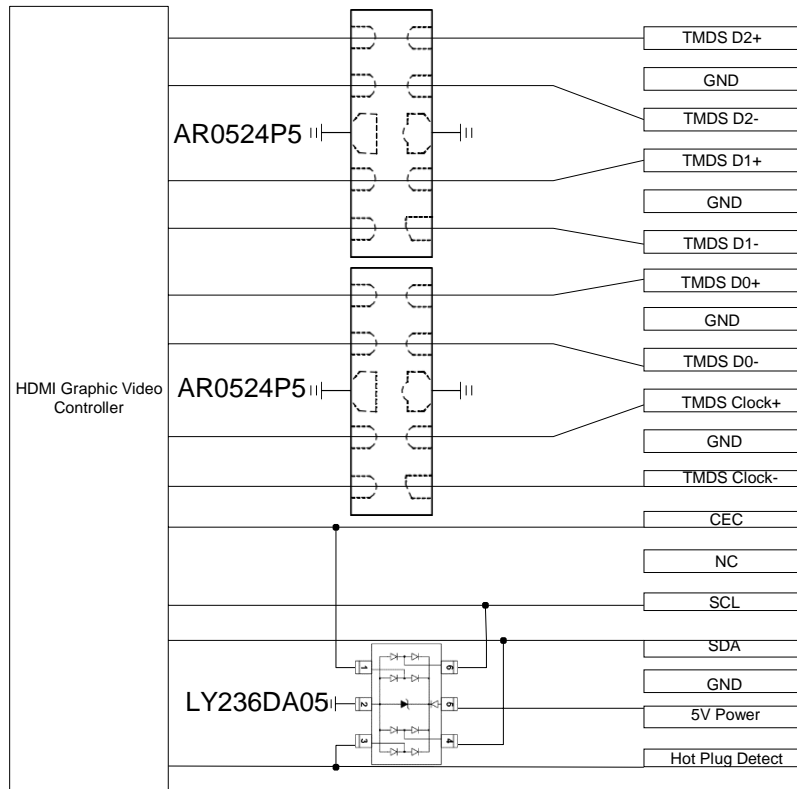 TMDS D2+
GND
TMDS D2-
AR0524P5
TMDS D1+
GND
TMDS D1-
TMDS D0+
GND
TMDS D0-
HDMI Graphic Video
Controller
AR0524P5
TMDS Clock+
GND
TMDS Clock-
CEC
NC
SCL
SDA
1
6
GND
LY236DA05
2
5
5V Power
3
4
Hot Plug Detect